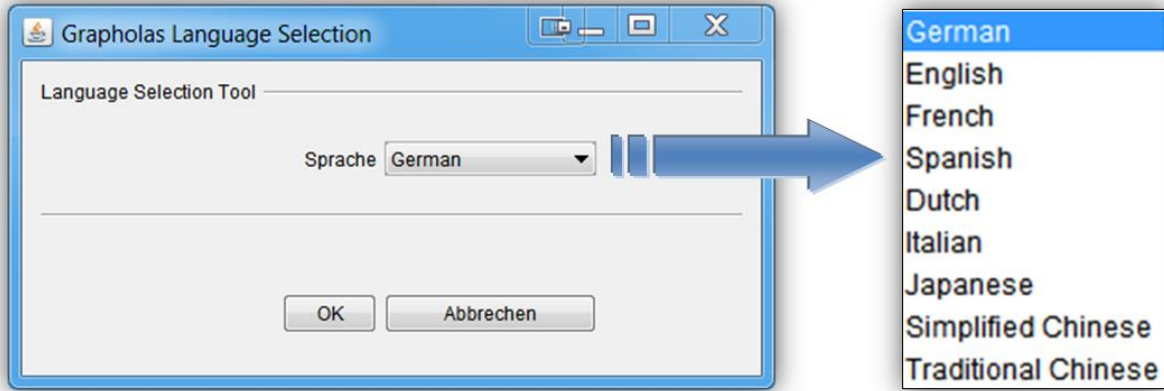 Grapholas Language Selection
Language Selection Tool
Sprache German
OK Abbrechen
German
English
French
Spanish
Dutch
Italian
Japanese
Simplified Chinese
Traditional Chinese